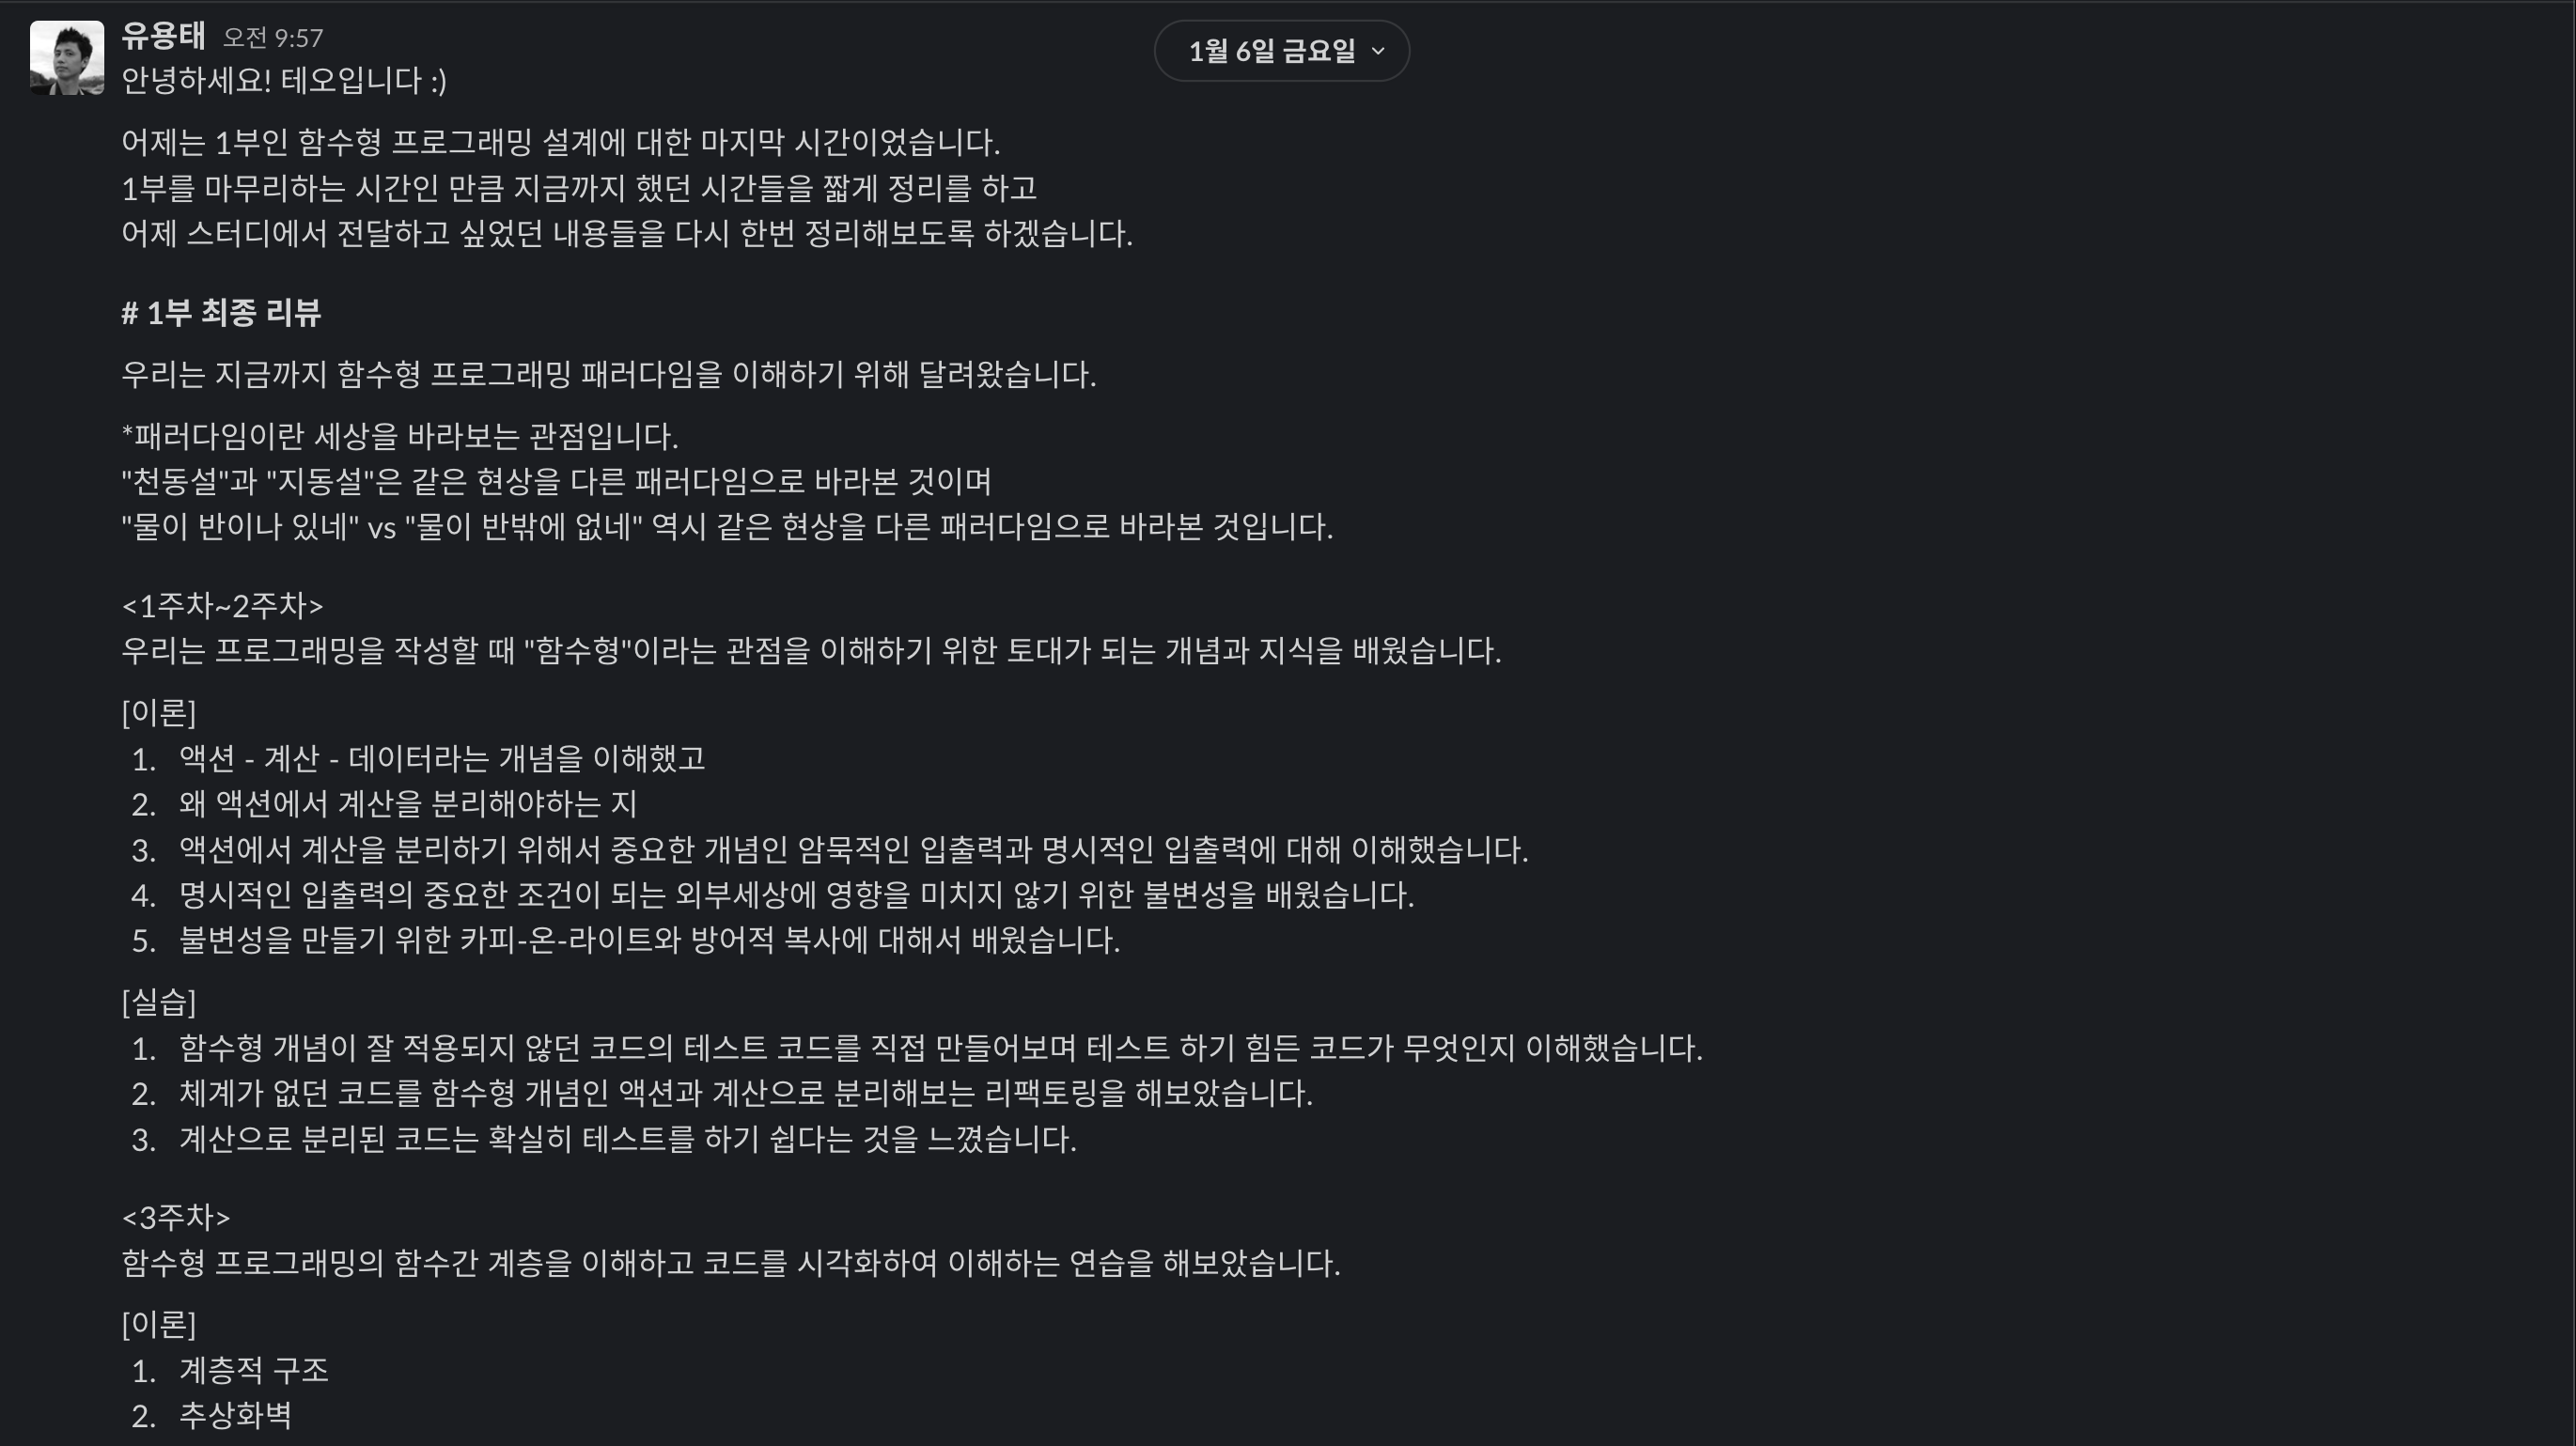 유용태 오전 9:57
1월 6일 금요일
안녕하세요! 테오입니다 :)
어제는 1부인 함수형 프로그래밍 설계에 대한 마지막 시간이었습니다.
1부를 마무리하는 시간인 만큼 지금까지 했던 시간들을 짧게 정리를 하고
어제 스터디에서 전달하고 싶었던 내용들을 다시 한번 정리해보도록 하겠습니다.
# 1부 최종 리뷰
우리는 지금까지 함수형 프로그래밍 패러다임을 이해하기 위해 달려왔습니다.
*패러다임이란 세상을 바라보는 관점입니다.
"천동설"과 "지동설"은 같은 현상을 다른 패러다임으로 바라본 것이며
"물이 반이나 있네" vs "물이 반밖에 없네" 역시 같은 현상을 다른 패러다임으로 바라본 것입니다.
<1주차~2주차>
우리는 프로그래밍을 작성할 때 "함수형"이라는 관점을 이해하기 위한 토대가 되는 개념과 지식을 배웠습니다.
[이론]
1. 액션 - 계산 - 데이터라는 개념을 이해했고
2. 왜 액션에서 계산을 분리해야하는 지
3. 액션에서 계산을 분리하기 위해서 중요한 개념인 암묵적인 입출력과 명시적인 입출력에 대해 이해했습니다.
4. 명시적인 입출력의 중요한 조건이 되는 외부세상에 영향을 미치지 않기 위한 불변성을 배웠습니다.
5. 불변성을 만들기 위한 카피-온-라이트와 방어적 복사에 대해서 배웠습니다.
[실습]
1. 함수형 개념이 잘 적용되지 않던 코드의 테스트 코드를 직접 만들어보며 테스트 하기 힘든 코드가 무엇인지 이해했습니다.
2. 체계가 없던 코드를 함수형 개념인 액션과 계산으로 분리해보는 리팩토링을 해보았습니다.
3. 계산으로 분리된 코드는 확실히 테스트를 하기 쉽다는 것을 느꼈습니다.
<3주차>
함수형 프로그래밍의 함수간 계층을 이해하고 코드를 시각화하여 이해하는 연습을 해보았습니다.
[이론]
1. 계층적 구조
2. 추상화벽